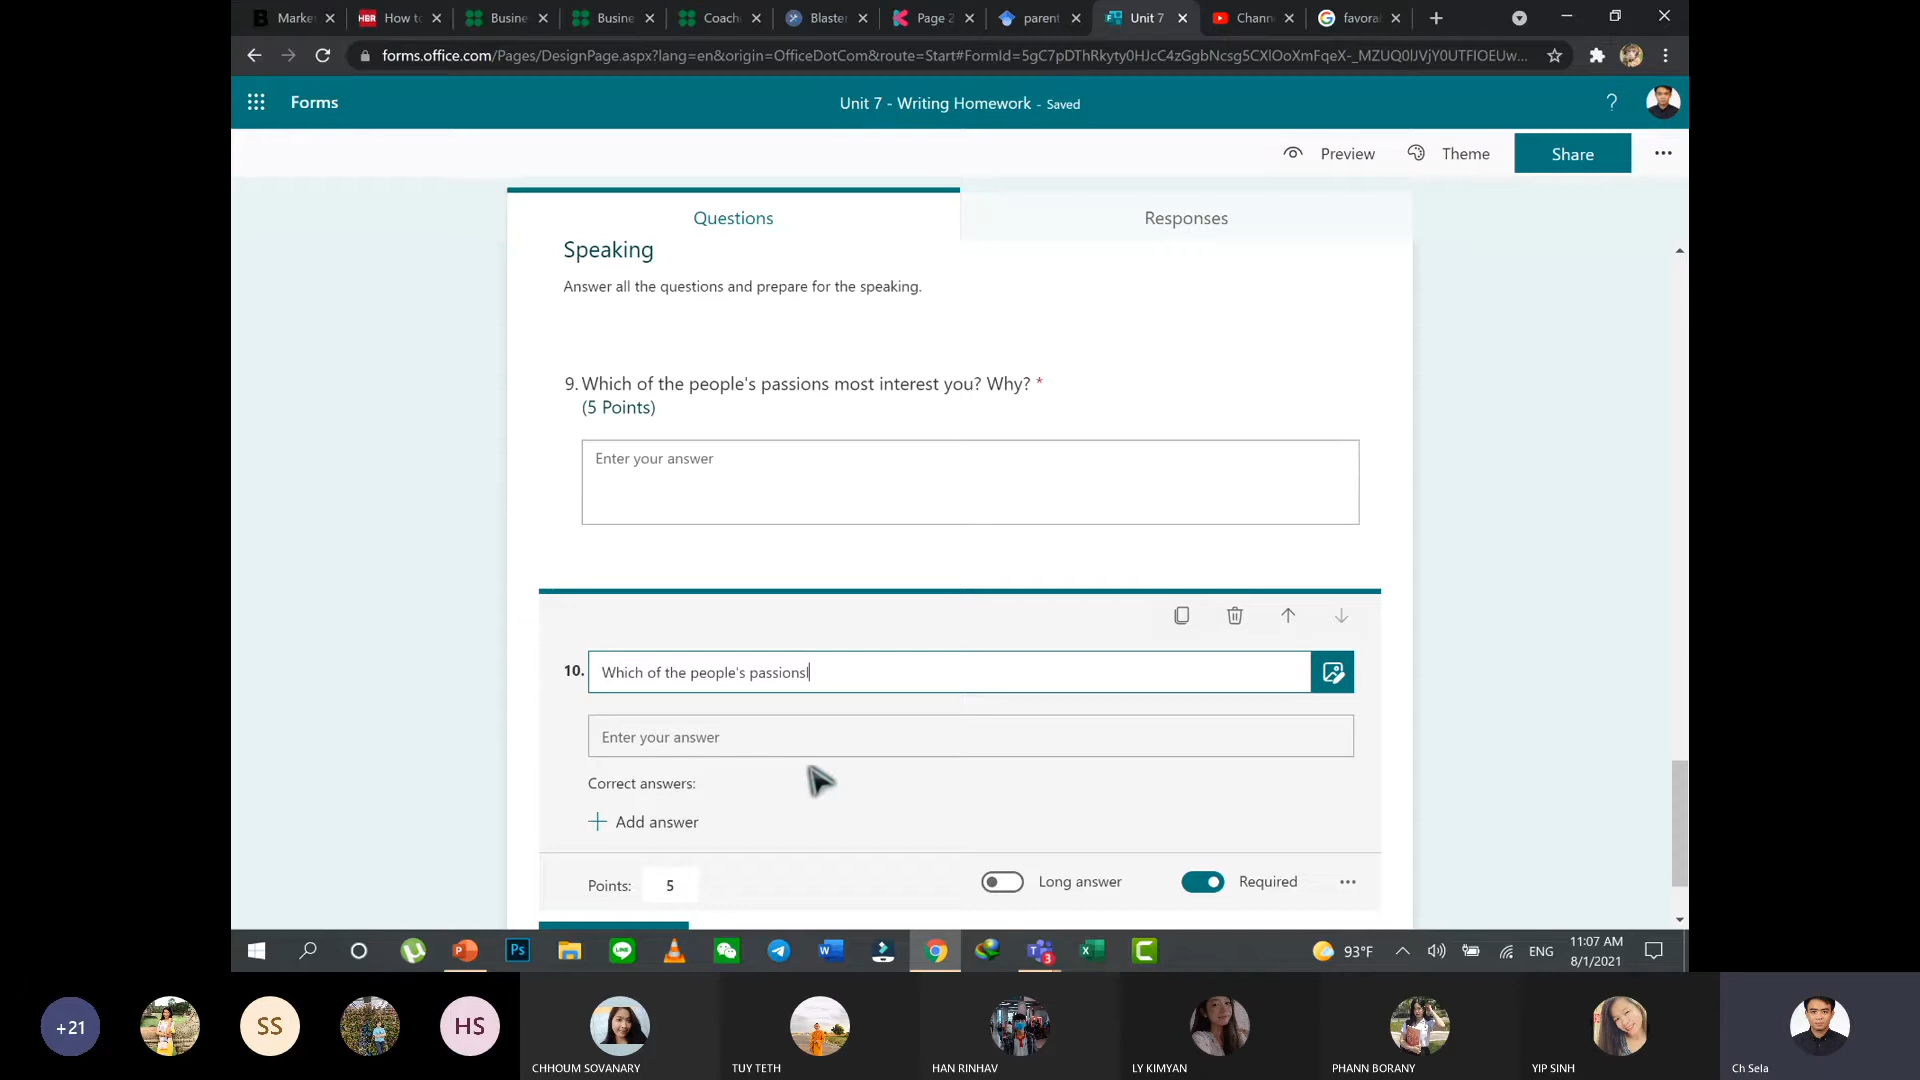 Marke
HBR
How to
Busine
Busine
Coach
Blaste
Page 2
paren
Unit 7
Chann
favora
forms.office.com/Pages/DesignPage.aspx?lang=en&origin=OfficeDotCom&route=Start#FormId=5gC7pDThRkyty0HJcC4zGgbNcsg5CXlOoXmFqeX-_MZUQ0lJVjY0UTFIOEUw...
Forms
Unit 7 - Writing Homework - Saved
?
Preview
Theme
Share
Questions
Responses
Speaking
Answer all the questions and prepare for the speaking.
9. Which of the people's passions most interest you? Why? *
(5 Points)
Enter your answer
10. Which of the people's passions
Enter your answer
Correct answers:
Add answer
Points: 5
Long answer
Required
93°F
ENG
11:07 AM
8/1/2021
+21
SS
HS
CHHOUM SOVANARY
TUY TETH
HAN RINHAV
LY KIMYAN
PHANN BORANY
YIP SINH
Ch Sela